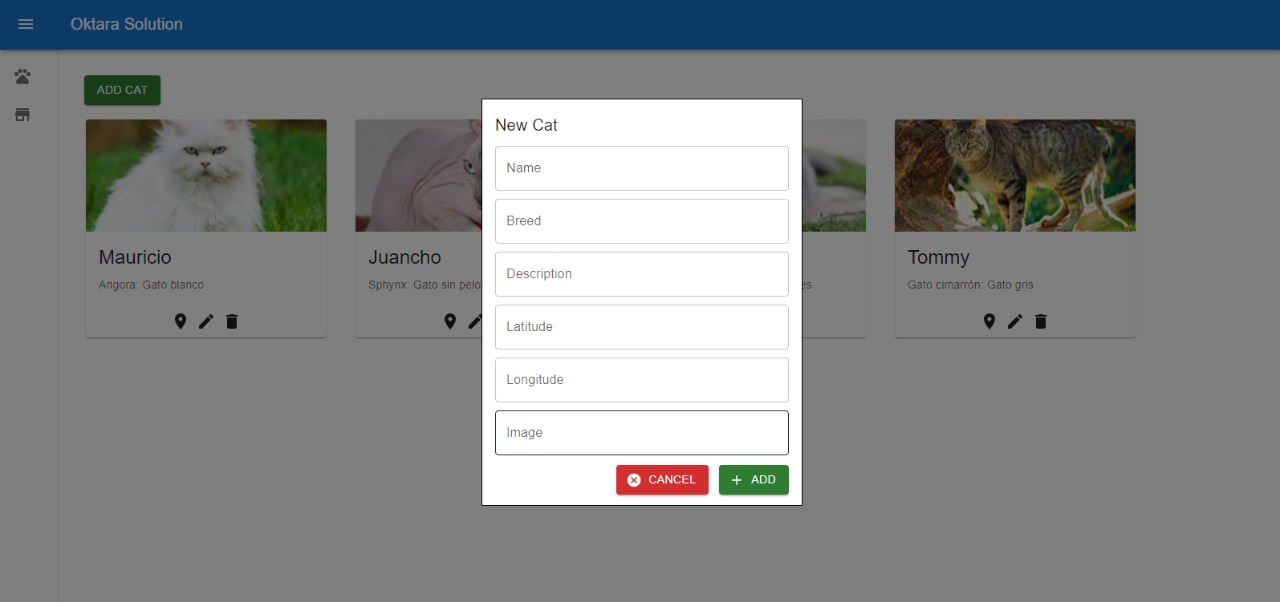 Oktara Solution
ADD CAT
New Cat
Name
Breed
Description
Latitude
Longitude
Image
CANCEL
ADD
Mauricio
Angora: Gato blanco
Juancho
Sphynx: Gato sin pelo
Tommy
Gato cimarrón: Gato gris